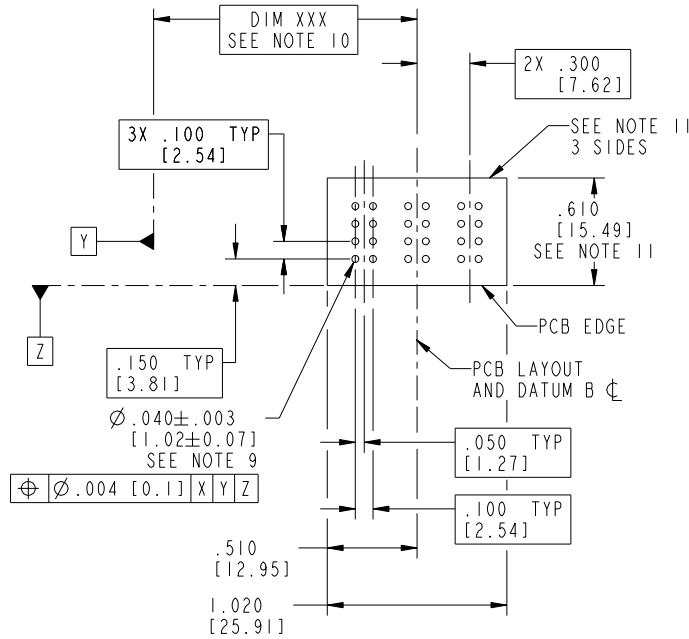 DIM XXX
SEE NOTE 10
2X .300
[7.62]
3X .100 TYP
[2.54]
SEE NOTE 11
3 SIDES
.610
[15.49]
SEE NOTE 11
Y
Z
PCB EDGE
.150 TYP
[3.81]
PCB LAYOUT
AND DATUM B ℄
Ø.040±.003
[1.02±0.07]
SEE NOTE 9
⌖ Ø.004 [0.1] X Y Z
.050 TYP
[1.27]
.100 TYP
[2.54]
.510
[12.95]
1.020
[25.91]